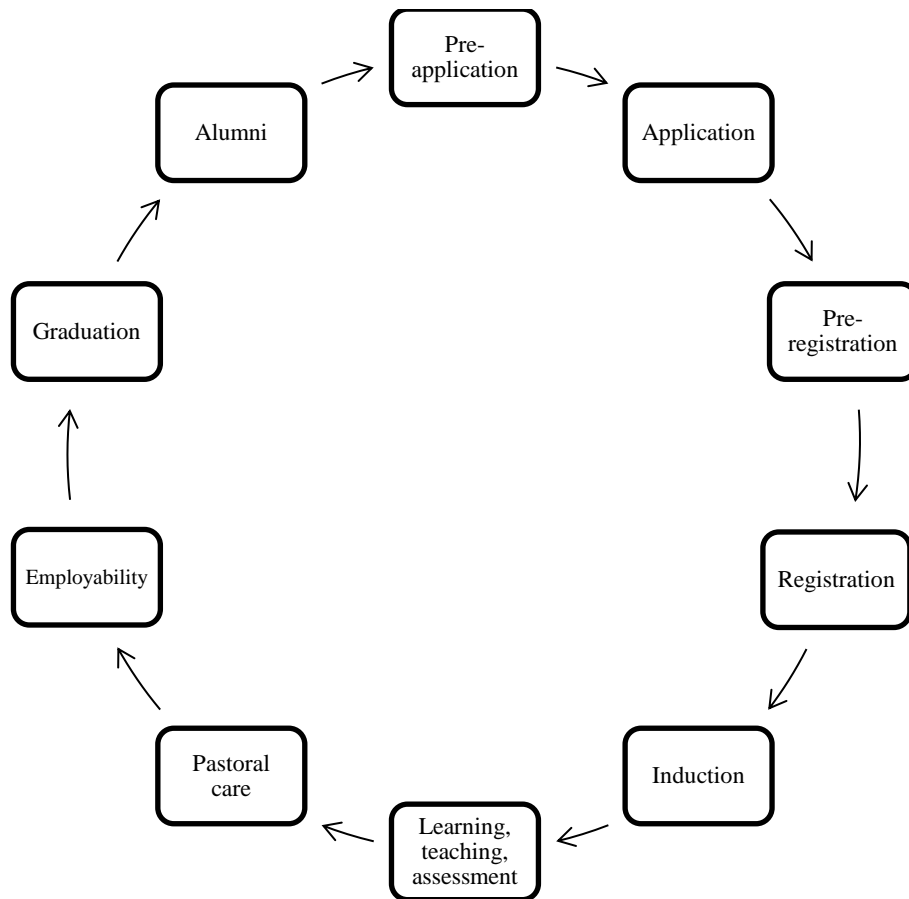 Pre-
application
Application
Pre-
registration
Registration
Induction
Learning,
teaching,
assessment
Pastoral
care
Employability
Graduation
Alumni